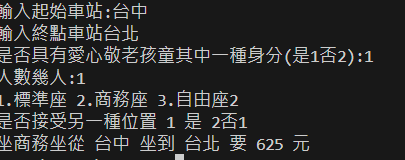 輸入起始車站:台中
輸入終點車站台北
是否具有愛心敬老孩童其中一種身分(是1否2):1
人數幾人:1
1.標準座 2.商務座 3.自由座2
是否接受另一種位置 1 是 2否1
坐商務坐從 台中 坐到 台北 要 625 元